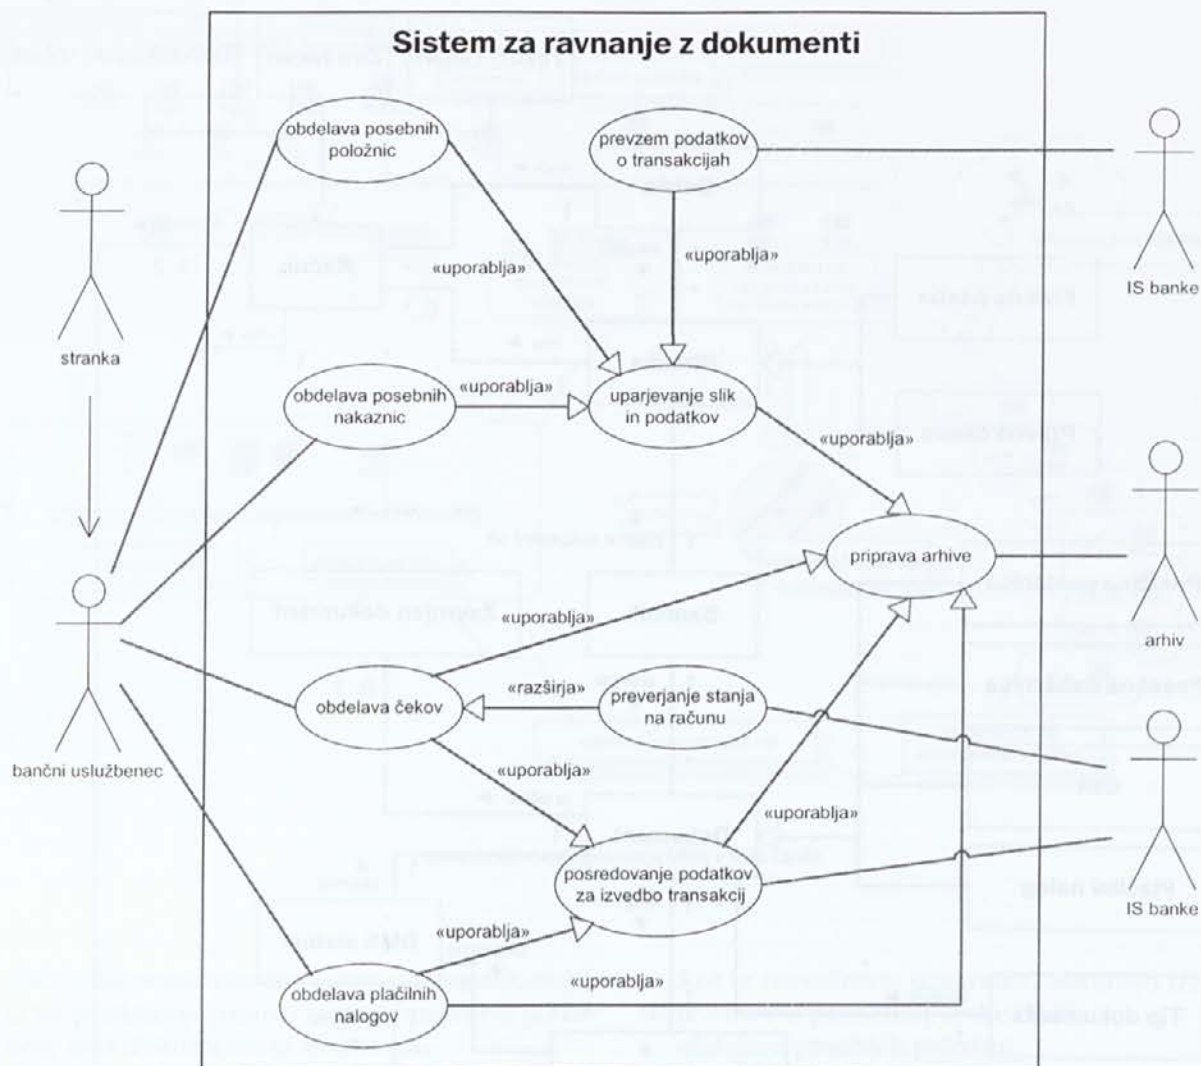 Sistem za ravnanje z dokumenti
obdelava posebnih
položnic
prevzem podatkov
o transakcijah
«uporablja»
«uporablja»
IS banke
stranka
obdelava posebnih
nakaznic
«uporablja»
uparjevanje slik
in podatkov
«uporablja»
priprava arhive
arhiv
«uporablja»
obdelava čekov
«razširja»
preverjanje stanja
na računu
bančni uslužbenec
«uporablja»
«uporablja»
posredovanje podatkov
za izvedbo transakcij
IS banke
«uporablja»
obdelava plačilnih
nalogov
«uporablja»